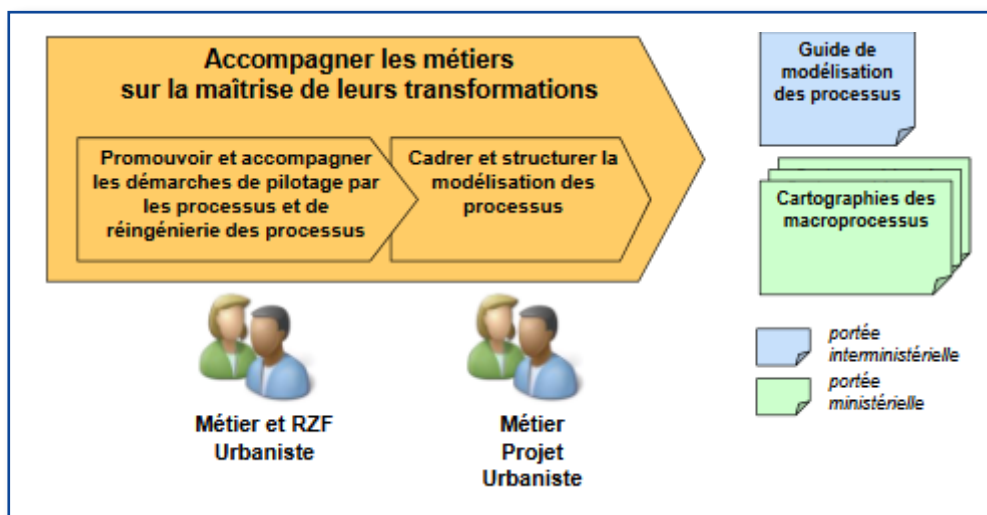 Accompagner les métiers
sur la maîtrise de leurs transformations
Promouvoir et accompagner
les démarches de pilotage par
les processus et de
réingénierie des processus
Cadrer et structurer la
modélisation des
processus
Métier et RZF
Urbaniste
Métier
Projet
Urbaniste
Guide de
modélisation
des processus
Cartographies des
macroprocessus
portée
interministérielle
portée
ministérielle